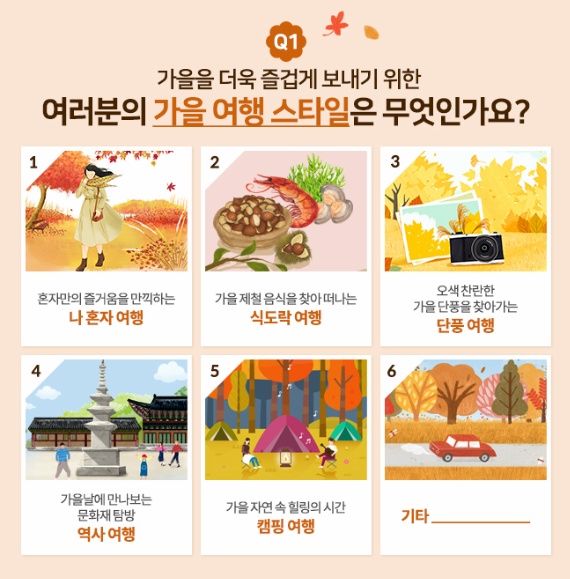 Q1
가을을 더욱 즐겁게 보내기 위한
여러분의 가을 여행 스타일은 무엇인가요?
1
혼자만의 즐거움을 만끽하는
나 혼자 여행
2
가을 제철 음식을 찾아 떠나는
식도락 여행
3
오색 찬란한
가을 단풍을 찾아가는
단풍 여행
4
가을날에 만나보는
문화재 탐방
역사 여행
5
가을 자연 속 힐링의 시간
캠핑 여행
6
기타 ____________